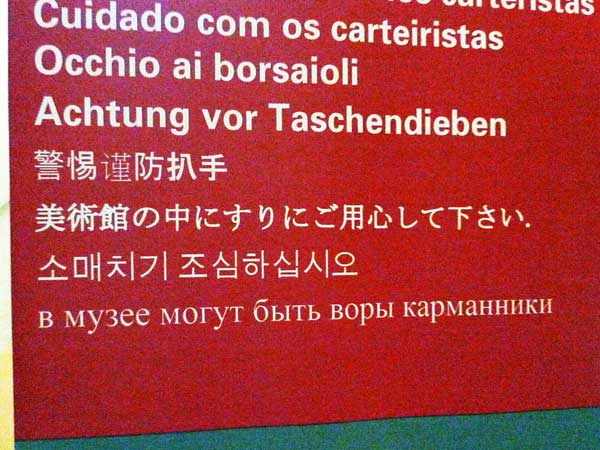 carteristas
Cuidado com os carteiristas
Occhio ai borsaioli
Achtung vor Taschendieben
警惕谨防扒手
美術館の中にすりにご用心して下さい.
소매치기 조심하십시오
в музее могут быть воры карманники